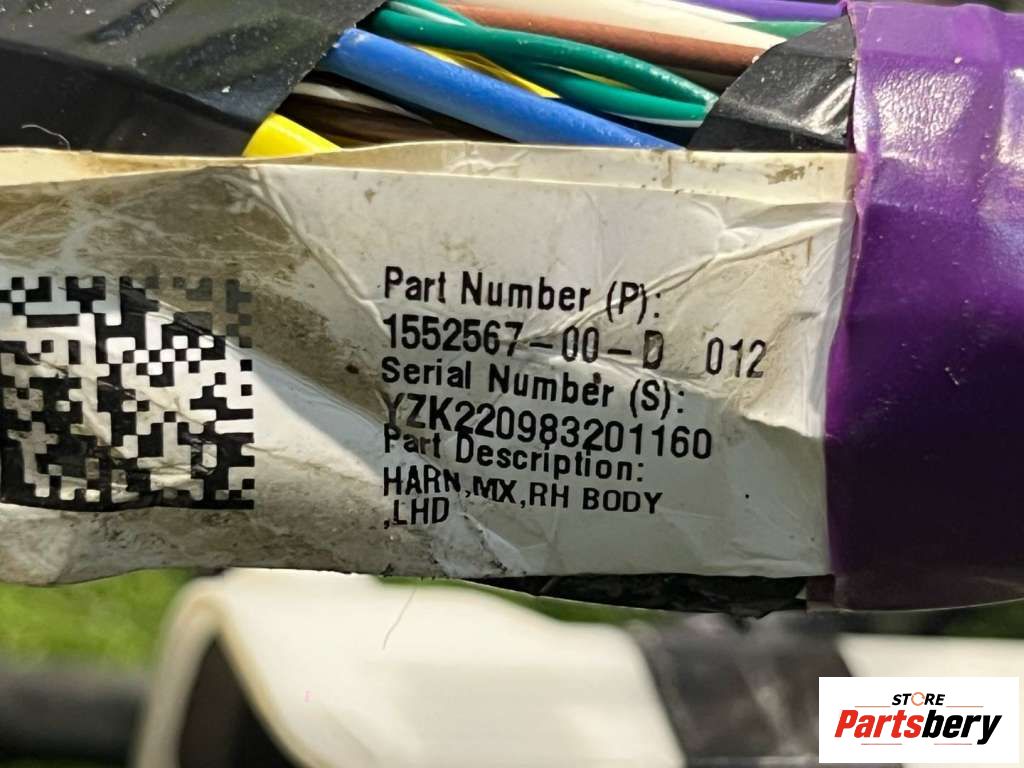 Part Number (P):
1552567-00-D 012
Serial Number (S):
YZK220983201160
Part Description:
HARN,MX,RH BODY
,LHD
STORE
Partsbery